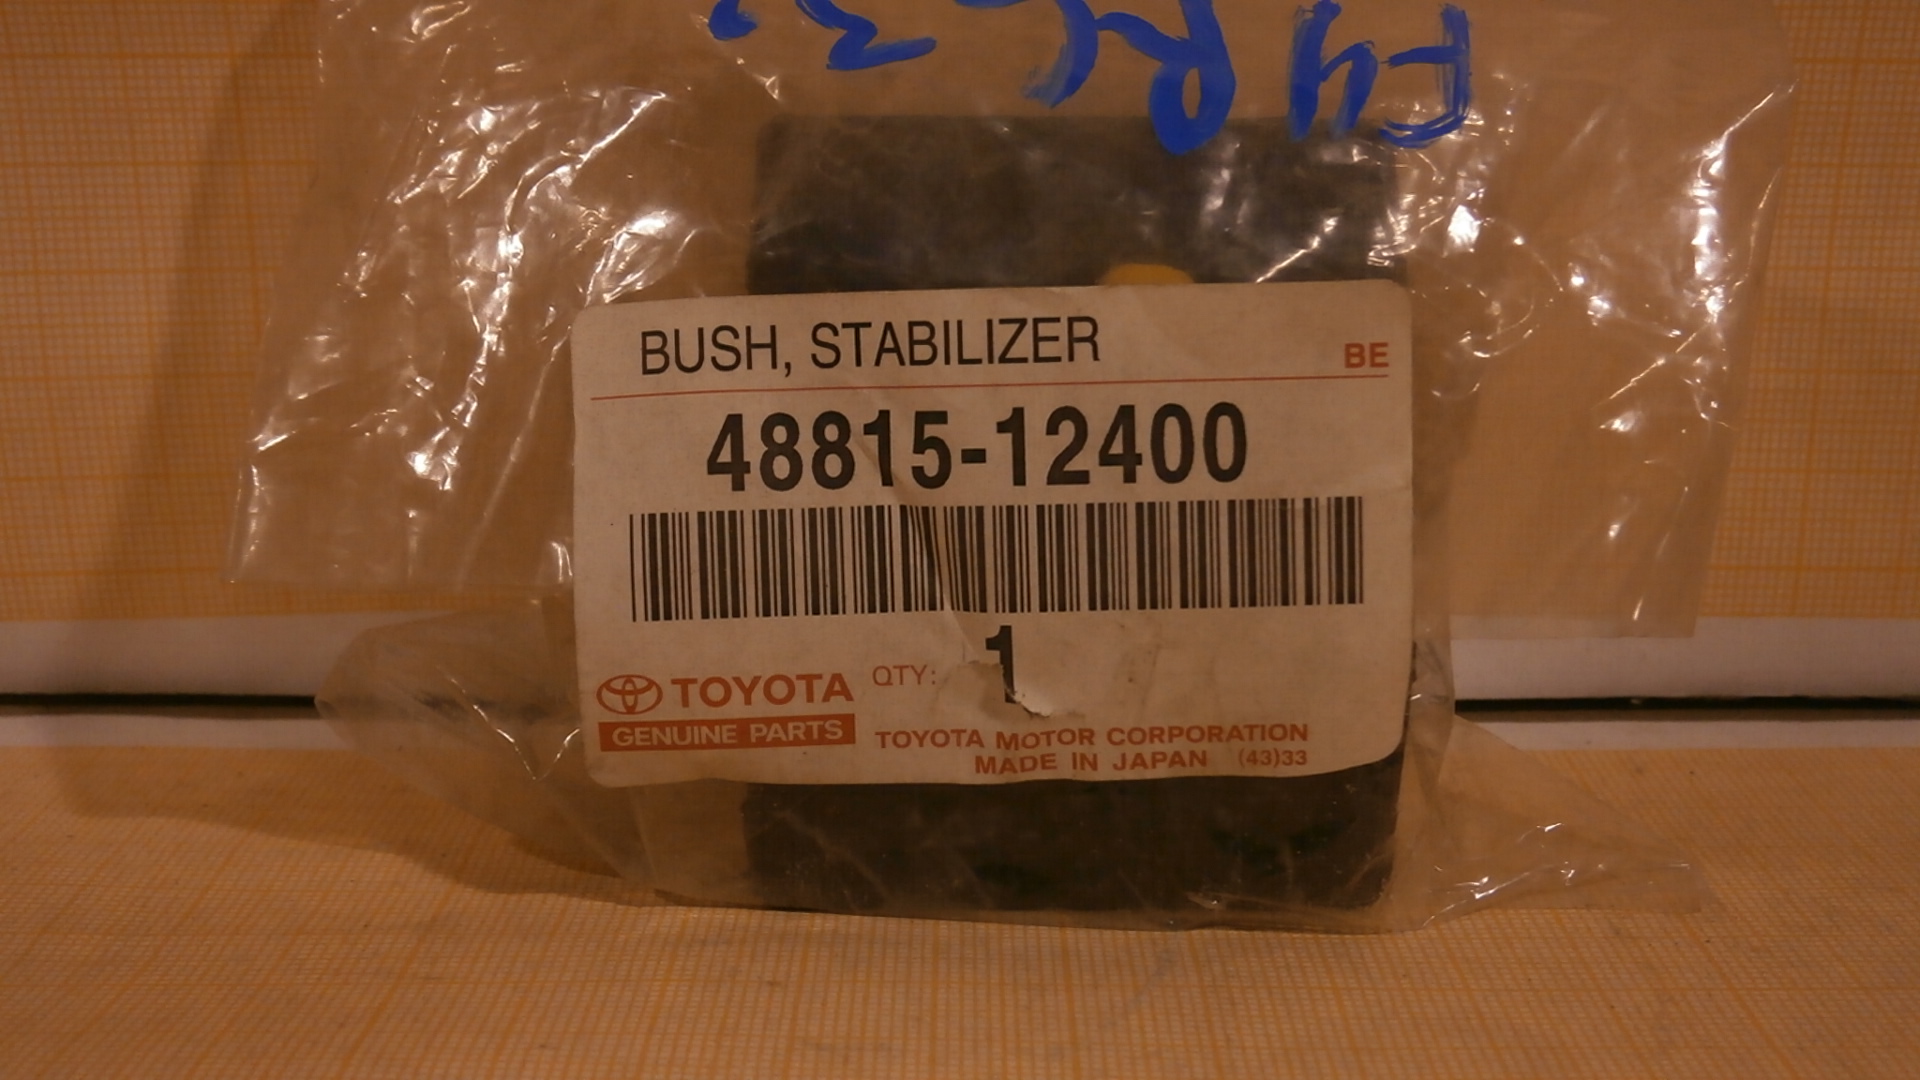 BUSH, STABILIZER
BE
48815-12400
1
TOYOTA
QTY:
GENUINE PARTS
TOYOTA MOTOR CORPORATION
MADE IN JAPAN (43)33